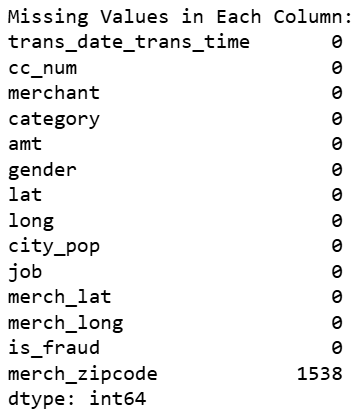 Missing Values in Each Column:
trans_date_trans_time 0
cc_num 0
merchant 0
category 0
amt 0
gender 0
lat 0
long 0
city_pop 0
job 0
merch_lat 0
merch_long 0
is_fraud 0
merch_zipcode 1538
dtype: int64